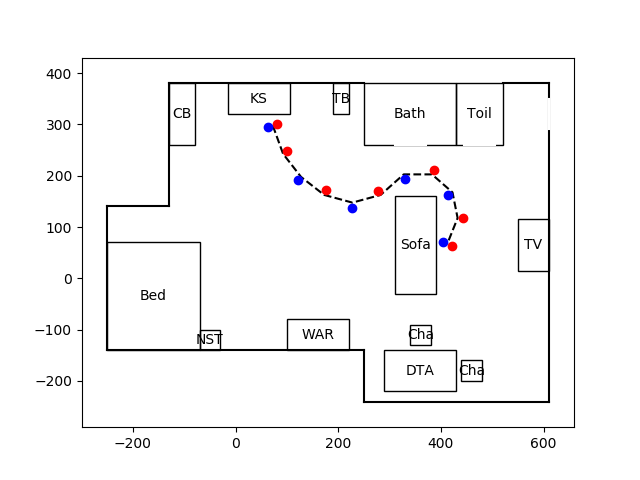 400
300
200
100
0
−100
−200
−200
0
200
400
600
CB
KS
TB
Bath
Toil
Sofa
TV
Bed
NST
WAR
Cha
DTA
Cha